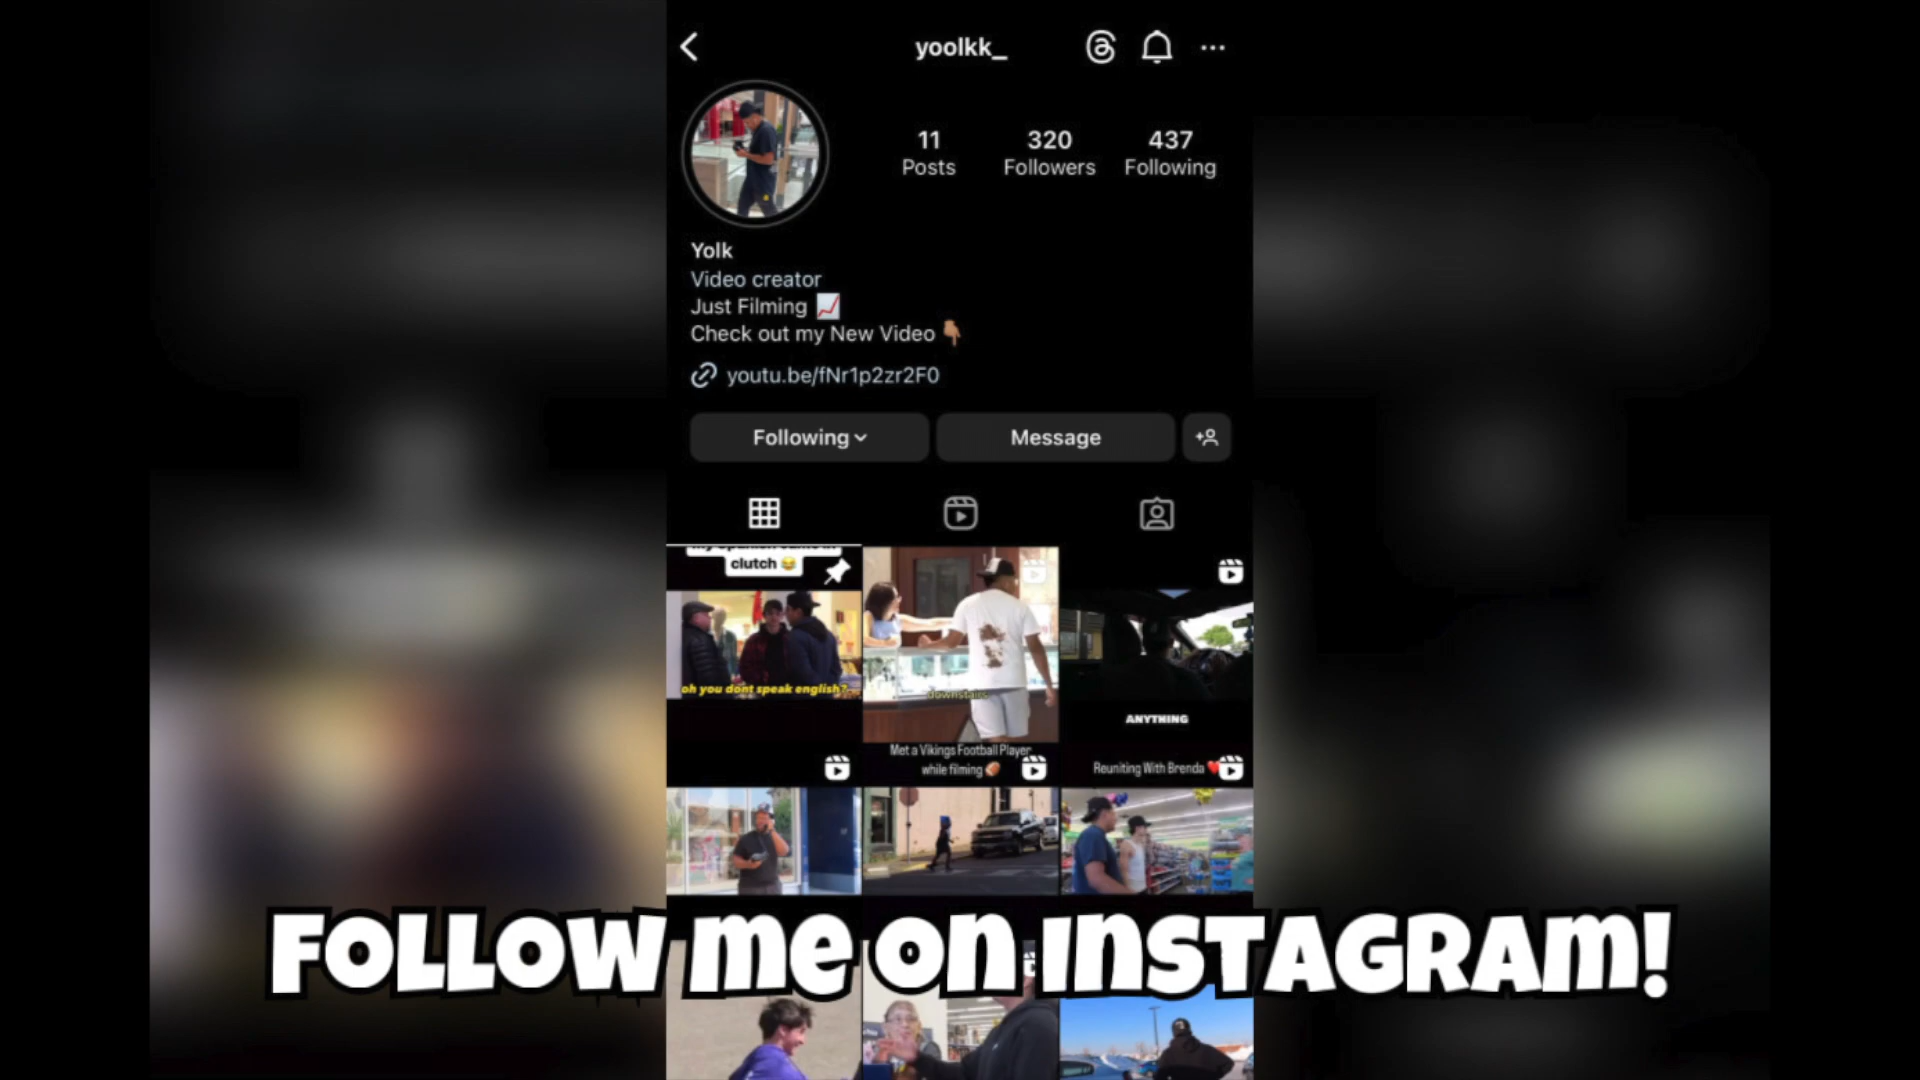 yoolkk_
11 320 437
Posts Followers Following
Yolk
Video creator
Just Filming 📈
Check out my New Video 👇🏽
youtu.be/fNr1p2zr2F0
Following Message
clutch 😂
oh you dont speak english?
downstairs
ANYTHING
Met a Vikings Football Player
while filming 🏈
Reuniting With Brenda ❤️
FOLLOW me on INSTAGRAM!